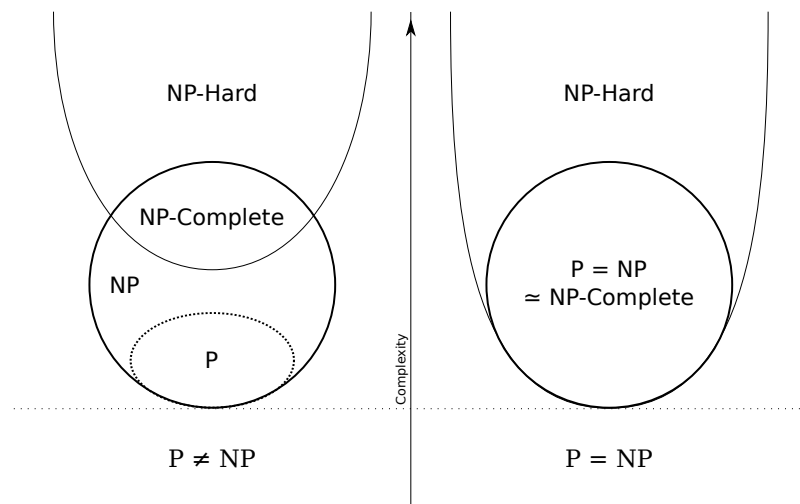 NP-Hard
NP-Complete
NP
P
P ≠ NP
Complexity
NP-Hard
P = NP
≃ NP-Complete
P = NP